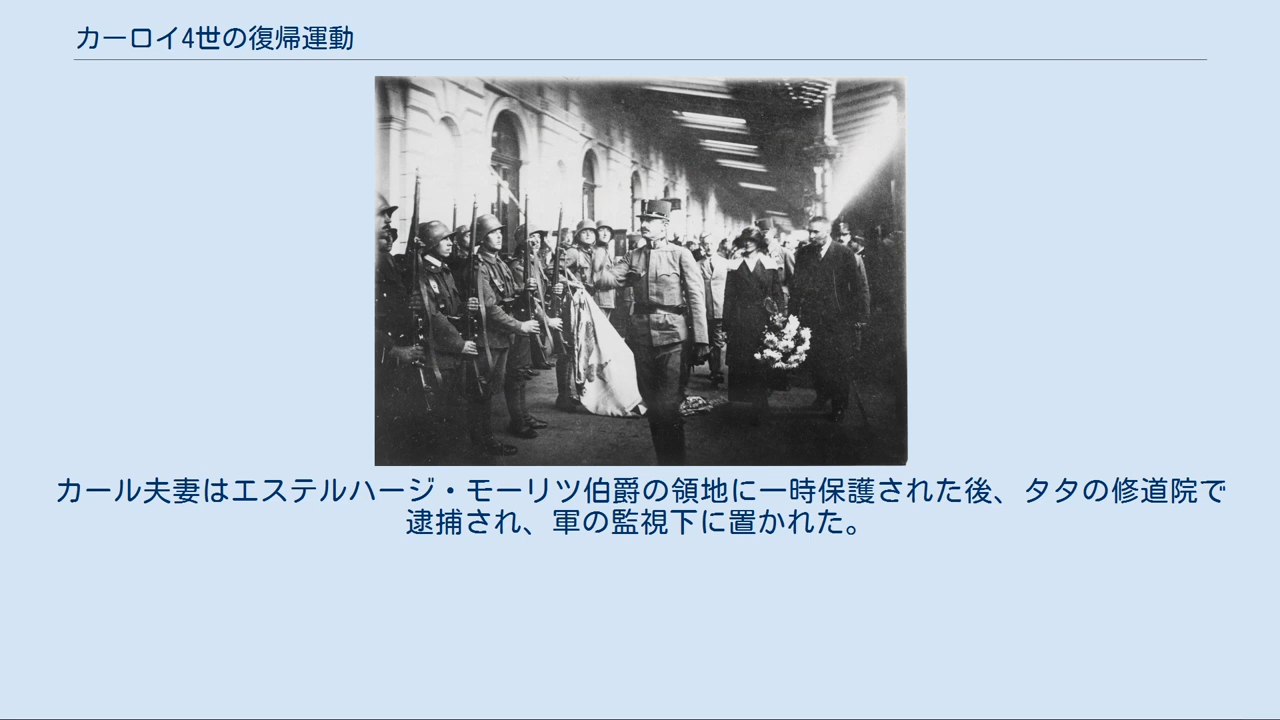 カーロイ4世の復帰運動
カール夫妻はエステルハージ・モーリツ伯爵の領地に一時保護された後、タタの修道院で
逮捕され、軍の監視下に置かれた。